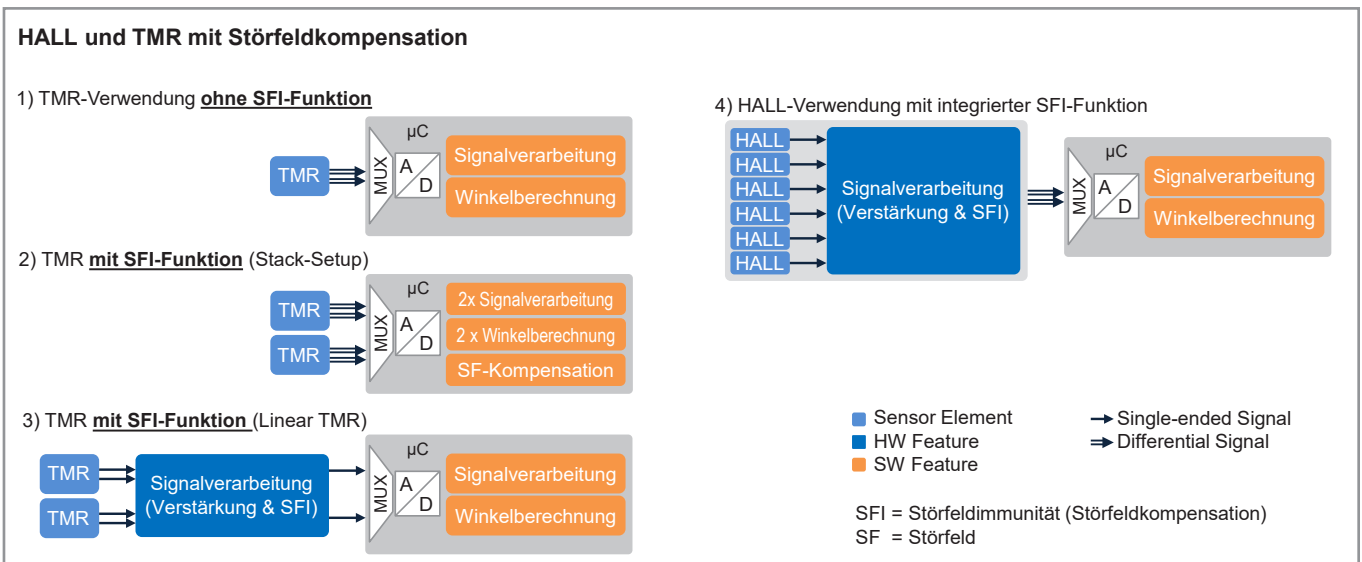 HALL und TMR mit Störfeldkompensation
1) TMR-Verwendung ohne SFI-Funktion
TMR
MUX
A
D
µC
Signalverarbeitung
Winkelberechnung
2) TMR mit SFI-Funktion (Stack-Setup)
TMR
TMR
MUX
A
D
µC
2x Signalverarbeitung
2 x Winkelberechnung
SF-Kompensation
3) TMR mit SFI-Funktion (Linear TMR)
TMR
TMR
Signalverarbeitung
(Verstärkung & SFI)
MUX
A
D
µC
Signalverarbeitung
Winkelberechnung
4) HALL-Verwendung mit integrierter SFI-Funktion
HALL
HALL
HALL
HALL
HALL
HALL
Signalverarbeitung
(Verstärkung & SFI)
MUX
A
D
µC
Signalverarbeitung
Winkelberechnung
Sensor Element
HW Feature
SW Feature
Single-ended Signal
Differential Signal
SFI = Störfeldimmunität (Störfeldkompensation)
SF = Störfeld